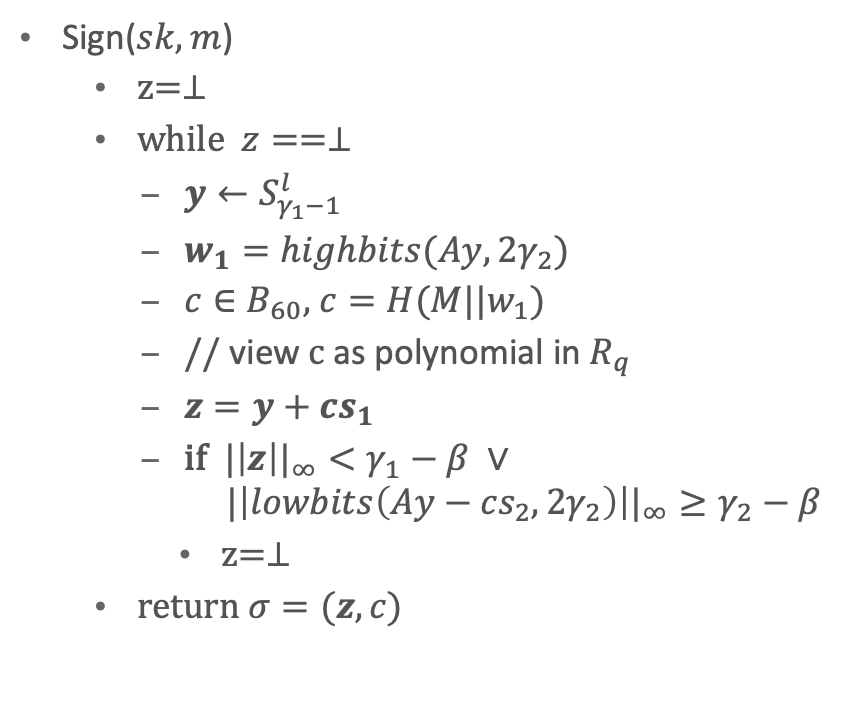 • Sign(sk, m)
• z=⊥
• while z ==⊥
– y ← S^l_{γ₁−1}
– w₁ = highbits(Ay, 2γ₂)
– c ∈ B₆₀, c = H(M||w₁)
– // view c as polynomial in R_q
– z = y + cs₁
– if ||z||∞ < γ₁ − β ∨
||lowbits(Ay − cs₂, 2γ₂)||∞ ≥ γ₂ − β
• z=⊥
• return σ = (z, c)